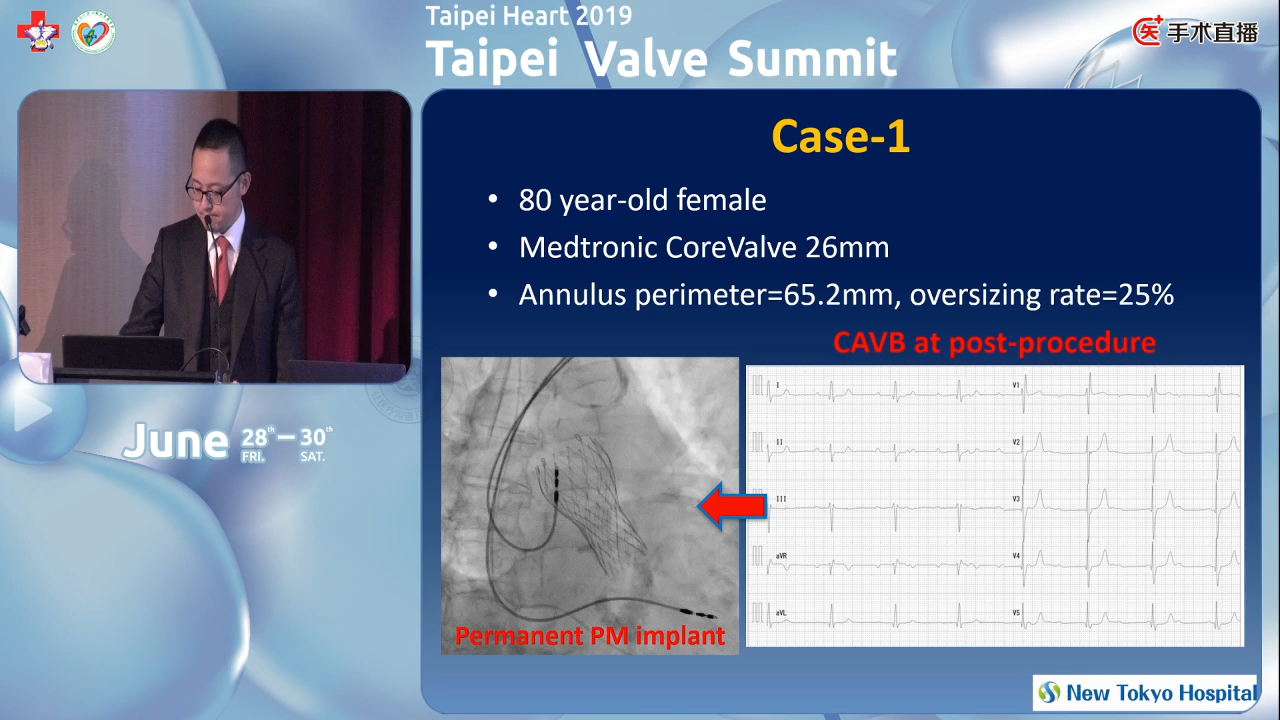 Taipei Heart 2019
Taipei Valve Summit
医 手术直播
June 28th — 30th
FRI. SAT.
Case-1
• 80 year-old female
• Medtronic CoreValve 26mm
• Annulus perimeter=65.2mm, oversizing rate=25%
CAVB at post-procedure
I
V1
II
V2
III
V3
aVR
V4
aVL
V5
Permanent PM implant
New Tokyo Hospital